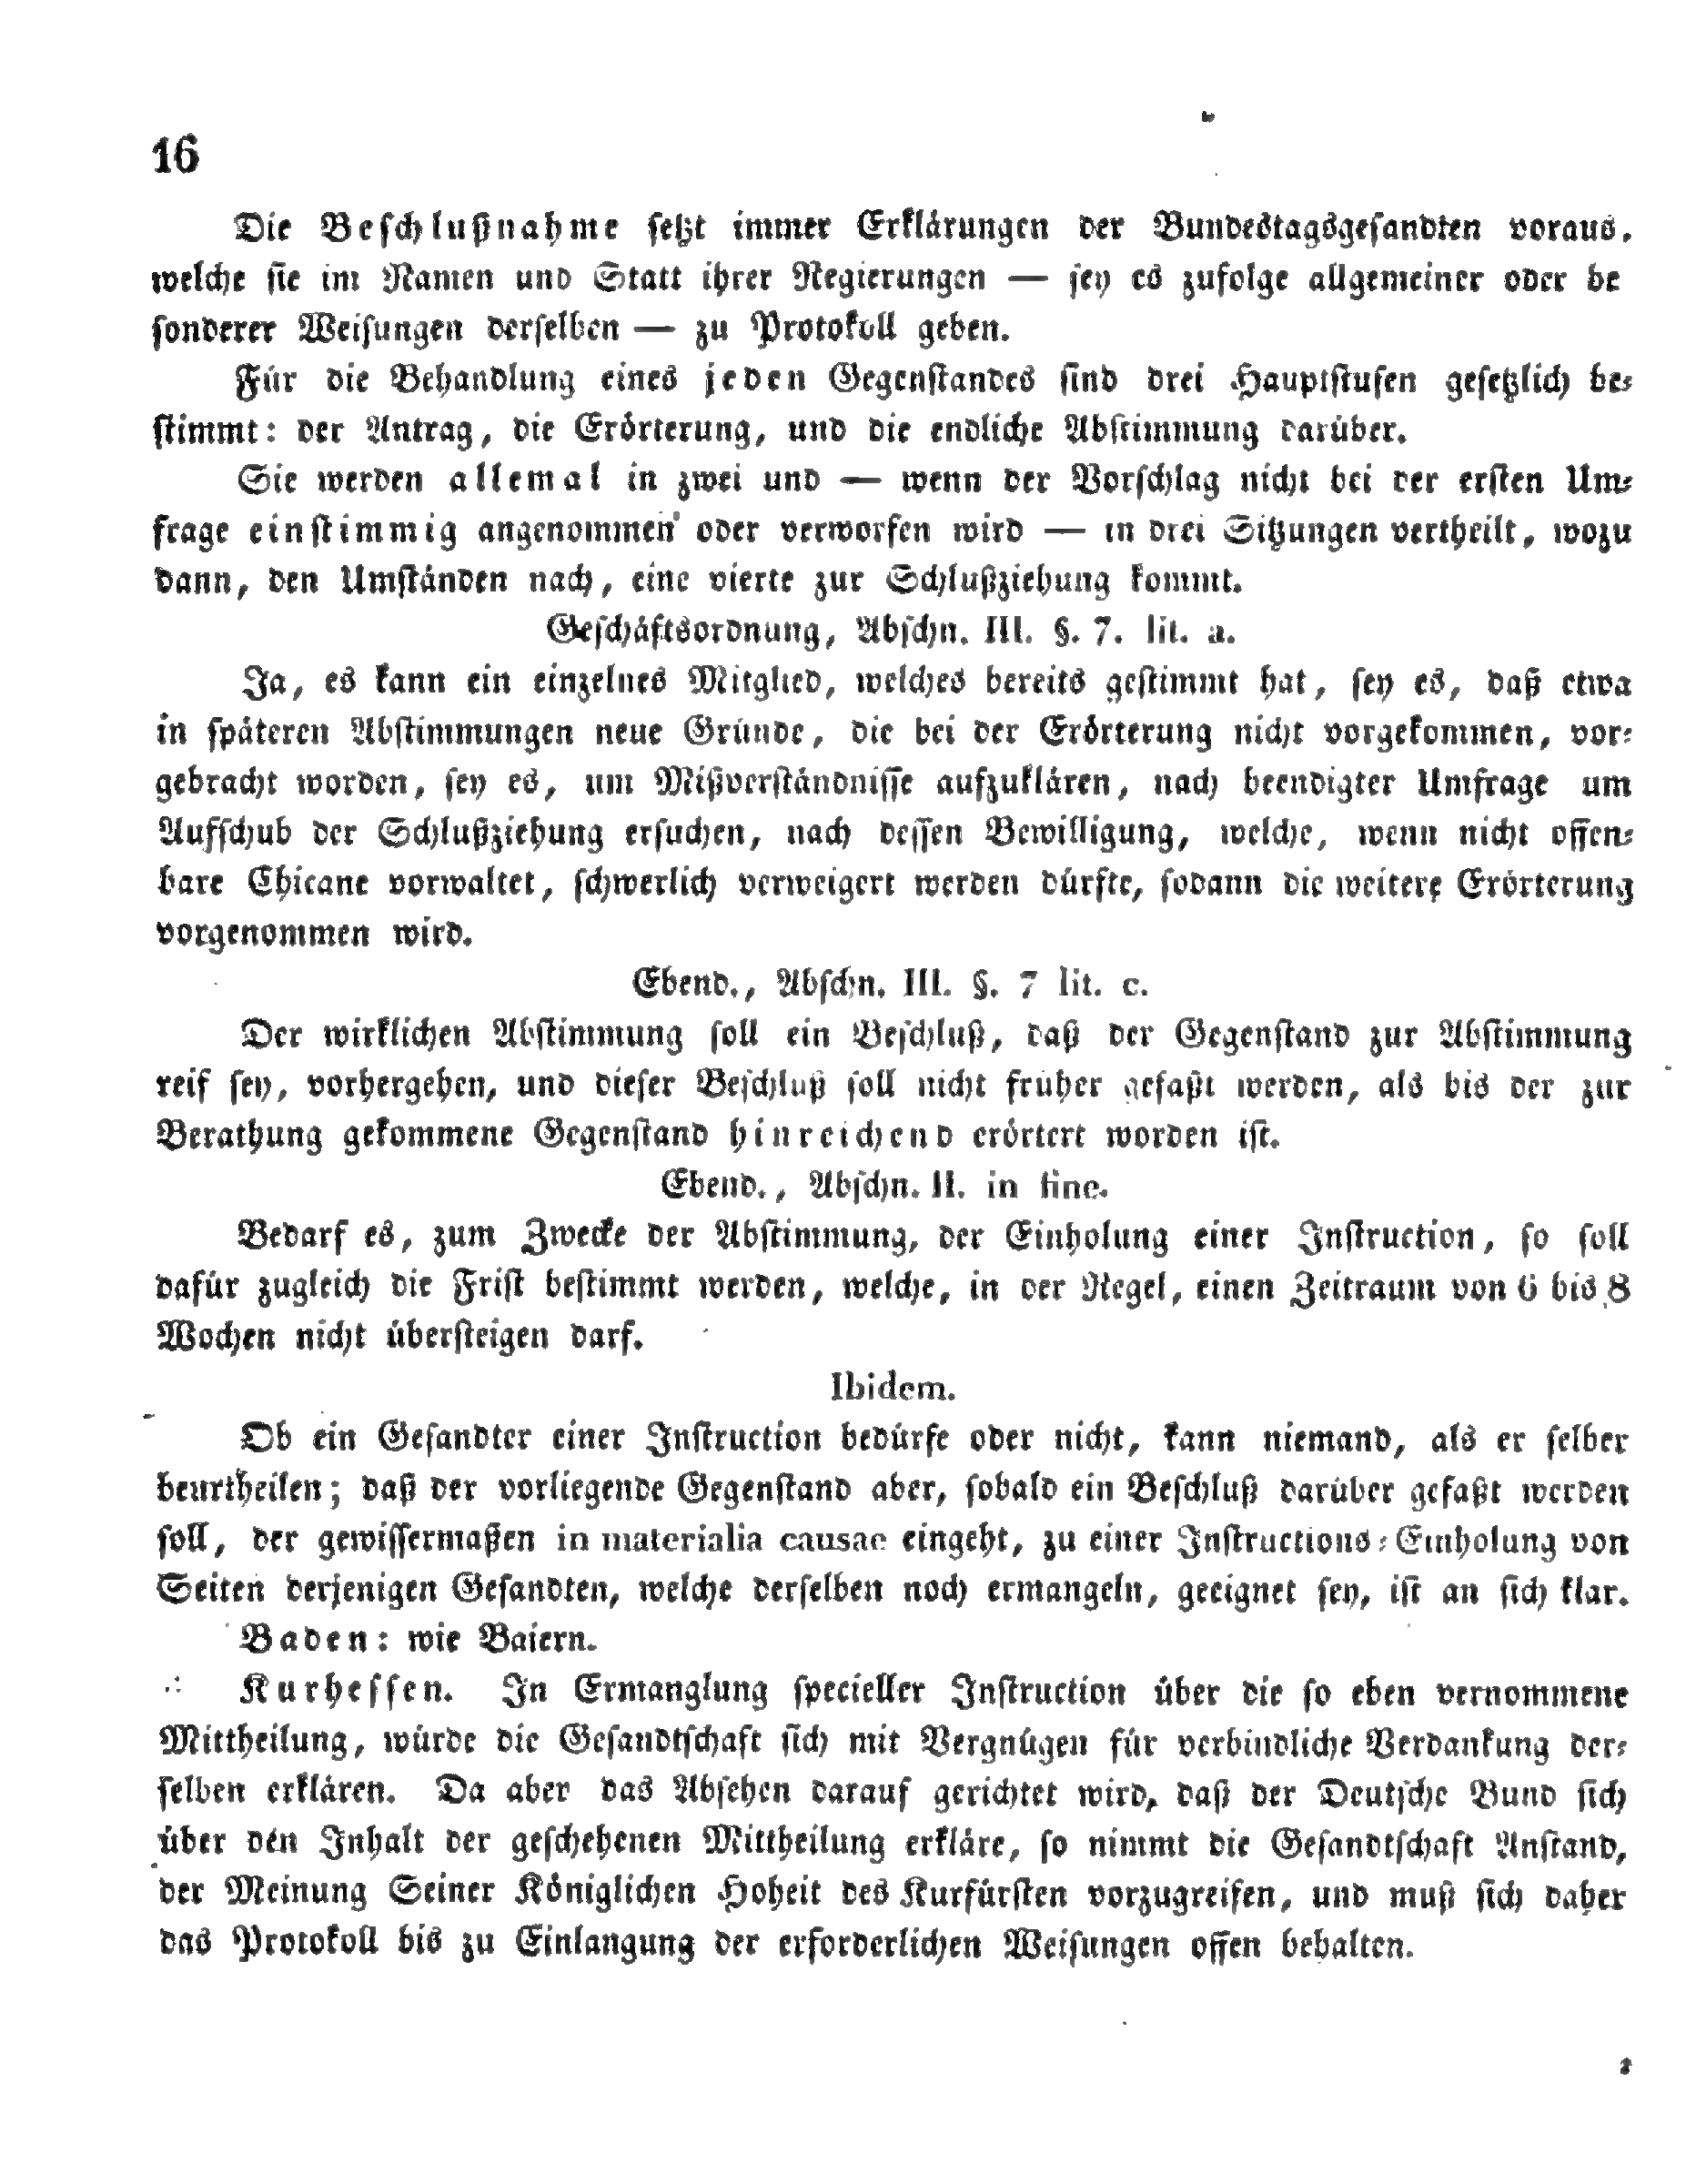 16
Die Beschlußnahme setzt immer Erklärungen der Bundestagsgesandten voraus.
welche sie im Namen und Statt ihrer Regierungen — sey es zufolge allgemeiner oder be
sonderer Weisungen derselben — zu Protokoll geben.
Für die Behandlung eines jeden Gegenstandes sind drei Hauptstufen gesetzlich be-
stimmt: der Antrag, die Erörterung, und die endliche Abstimmung darüber.
Sie werden allemal in zwei und — wenn der Vorschlag nicht bei der ersten Um-
frage einstimmig angenommen oder verworfen wird — in drei Sitzungen vertheilt, wozu
dann, den Umständen nach, eine vierte zur Schlußziehung kommt.
Geschäftsordnung, Abschn. III. §. 7. lit. a.
Ja, es kann ein einzelnes Mitglied, welches bereits gestimmt hat, sey es, daß etwa
in späteren Abstimmungen neue Gründe, die bei der Erörterung nicht vorgekommen, vor-
gebracht worden, sey es, um Mißverständnisse aufzuklären, nach beendigter Umfrage um
Aufschub der Schlußziehung ersuchen, nach dessen Bewilligung, welche, wenn nicht offen-
bare Chicane vorwaltet, schwerlich verweigert werden dürfte, sodann die weitere Erörterung
vorgenommen wird.
Ebend., Abschn. III. §. 7 lit. c.
Der wirklichen Abstimmung soll ein Beschluß, daß der Gegenstand zur Abstimmung
reif sey, vorhergehen, und dieser Beschluß soll nicht früher gefaßt werden, als bis der zur
Berathung gekommene Gegenstand hinreichend erörtert worden ist.
Ebend., Abschn. II. in fine.
Bedarf es, zum Zwecke der Abstimmung, der Einholung einer Instruction, so soll
dafür zugleich die Frist bestimmt werden, welche, in der Regel, einen Zeitraum von 6 bis 8
Wochen nicht übersteigen darf.
Ibidem.
Ob ein Gesandter einer Instruction bedürfe oder nicht, kann niemand, als er selber
beurtheilen; daß der vorliegende Gegenstand aber, sobald ein Beschluß darüber gefaßt werden
soll, der gewissermaßen in materialia causae eingeht, zu einer Instructions-Einholung von
Seiten derjenigen Gesandten, welche derselben noch ermangeln, geeignet sey, ist an sich klar.
Baden: wie Baiern.
Kurhessen. In Ermanglung specieller Instruction über die so eben vernommene
Mittheilung, würde die Gesandtschaft sich mit Vergnügen für verbindliche Verdankung der-
selben erklären. Da aber das Absehen darauf gerichtet wird, daß der Deutsche Bund sich
über den Inhalt der geschehenen Mittheilung erkläre, so nimmt die Gesandtschaft Anstand,
der Meinung Seiner Königlichen Hoheit des Kurfürsten vorzugreifen, und muß sich daher
das Protokoll bis zu Einlangung der erforderlichen Weisungen offen behalten.